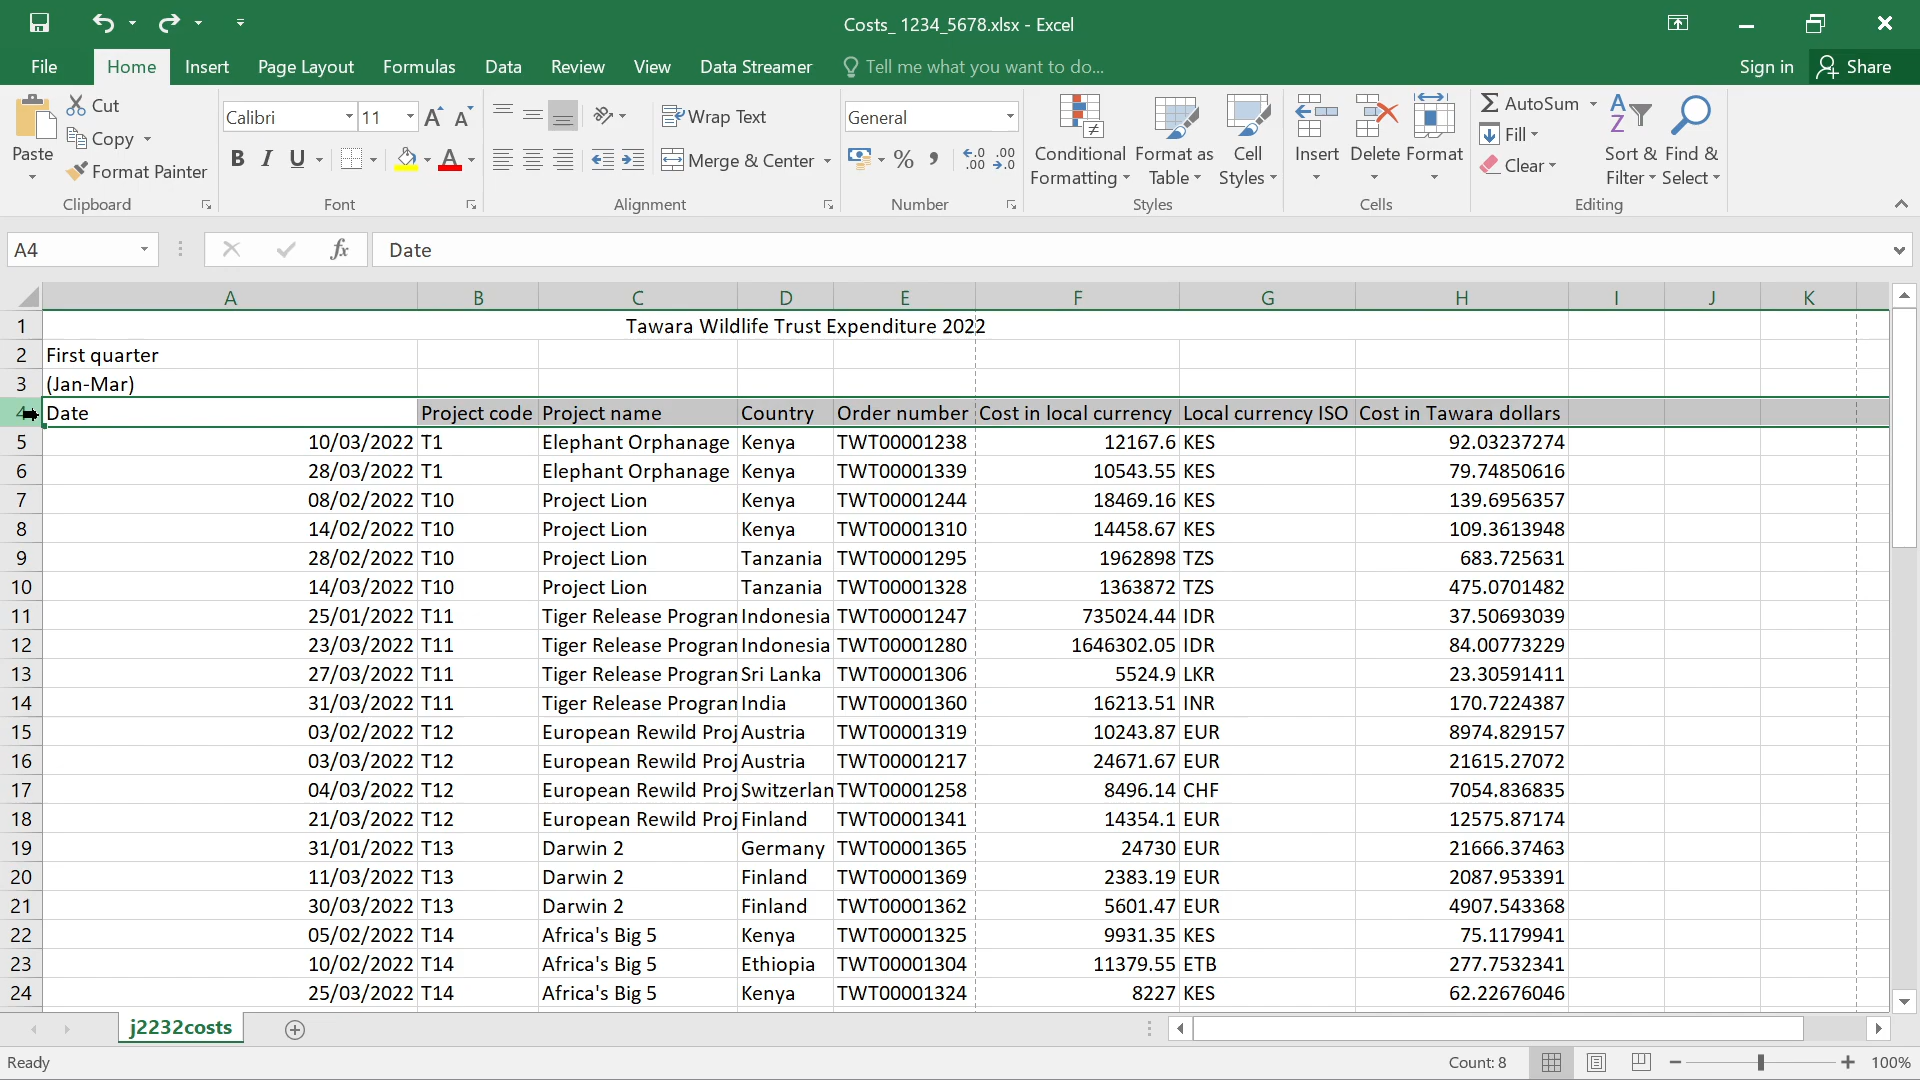 Costs_ 1234_5678.xlsx - Excel
File Home Insert Page Layout Formulas Data Review View Data Streamer Tell me what you want to do... Sign in Share
Paste Cut Copy Format Painter Clipboard
Calibri 11 A A B I U A Font
Wrap Text Merge & Center Alignment
General % , .0 .00 .00 .0 Number
Conditional Formatting Format as Table Cell Styles Styles
Insert Delete Format Cells
AutoSum Fill Clear Sort & Filter Find & Select Editing
A4 fx Date
A B C D E F G H I J K
1 Tawara Wildlife Trust Expenditure 2022
2 First quarter
3 (Jan-Mar)
4 Date Project code Project name Country Order number Cost in local currency Local currency ISO Cost in Tawara dollars
5 10/03/2022 T1 Elephant Orphanage Kenya TWT00001238 12167.6 KES 92.03237274
6 28/03/2022 T1 Elephant Orphanage Kenya TWT00001339 10543.55 KES 79.74850616
7 08/02/2022 T10 Project Lion Kenya TWT00001244 18469.16 KES 139.6956357
8 14/02/2022 T10 Project Lion Kenya TWT00001310 14458.67 KES 109.3613948
9 28/02/2022 T10 Project Lion Tanzania TWT00001295 1962898 TZS 683.725631
10 14/03/2022 T10 Project Lion Tanzania TWT00001328 1363872 TZS 475.0701482
11 25/01/2022 T11 Tiger Release Program Indonesia TWT00001247 735024.44 IDR 37.50693039
12 23/03/2022 T11 Tiger Release Program Indonesia TWT00001280 1646302.05 IDR 84.00773229
13 27/03/2022 T11 Tiger Release Program Sri Lanka TWT00001306 5524.9 LKR 23.30591411
14 31/03/2022 T11 Tiger Release Program India TWT00001360 16213.51 INR 170.7224387
15 03/02/2022 T12 European Rewild Proj Austria TWT00001319 10243.87 EUR 8974.829157
16 03/03/2022 T12 European Rewild Proj Austria TWT00001217 24671.67 EUR 21615.27072
17 04/03/2022 T12 European Rewild Proj Switzerlan TWT00001258 8496.14 CHF 7054.836835
18 21/03/2022 T12 European Rewild Proj Finland TWT00001341 14354.1 EUR 12575.87174
19 31/01/2022 T13 Darwin 2 Germany TWT00001365 24730 EUR 21666.37463
20 11/03/2022 T13 Darwin 2 Finland TWT00001369 2383.19 EUR 2087.953391
21 30/03/2022 T13 Darwin 2 Finland TWT00001362 5601.47 EUR 4907.543368
22 05/02/2022 T14 Africa's Big 5 Kenya TWT00001325 9931.35 KES 75.1179941
23 10/02/2022 T14 Africa's Big 5 Ethiopia TWT00001304 11379.55 ETB 277.7532341
24 25/03/2022 T14 Africa's Big 5 Kenya TWT00001324 8227 KES 62.22676046
j2232costs
Ready Count: 8 100%